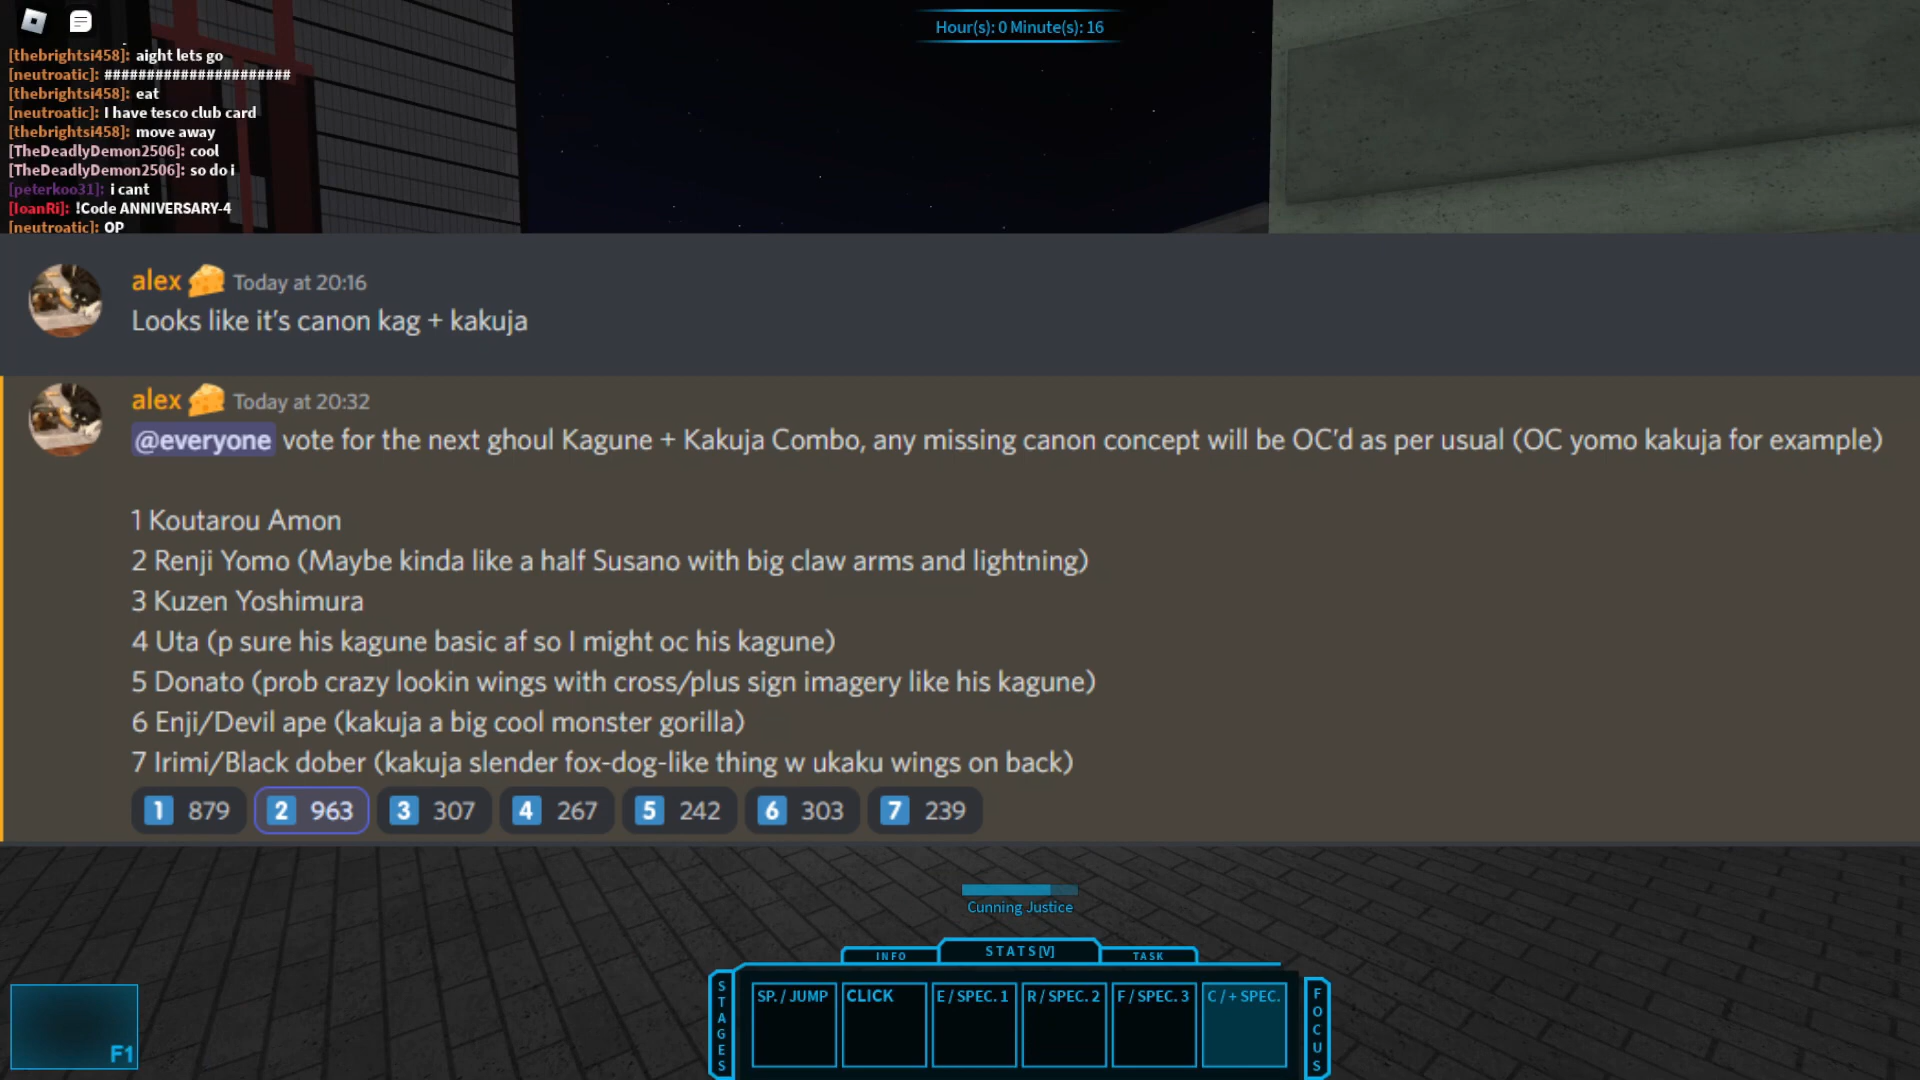 Hour(s): 0 Minute(s): 16
[thebrightsi458]: aight lets go
[neutroatic]: ######################
[thebrightsi458]: eat
[neutroatic]: I have tesco club card
[thebrightsi458]: move away
[TheDeadlyDemon2506]: cool
[TheDeadlyDemon2506]: so do i
[peterkoo31]: i cant
[IoanRi]: !Code ANNIVERSARY-4
[neutroatic]: OP
alex 🧀 Today at 20:16
Looks like it's canon kag + kakuja
alex 🧀 Today at 20:32
@everyone vote for the next ghoul Kagune + Kakuja Combo, any missing canon concept will be OC'd as per usual (OC yomo kakuja for example)
1 Koutarou Amon
2 Renji Yomo (Maybe kinda like a half Susano with big claw arms and lightning)
3 Kuzen Yoshimura
4 Uta (p sure his kagune basic af so I might oc his kagune)
5 Donato (prob crazy lookin wings with cross/plus sign imagery like his kagune)
6 Enji/Devil ape (kakuja a big cool monster gorilla)
7 Irimi/Black dober (kakuja slender fox-dog-like thing w ukaku wings on back)
1 879 2 963 3 307 4 267 5 242 6 303 7 239
Cunning Justice
INFO STATS[V] TASK
STAGES
SP. / JUMP CLICK E / SPEC. 1 R / SPEC. 2 F / SPEC. 3 C / + SPEC.
FOCUS
F1